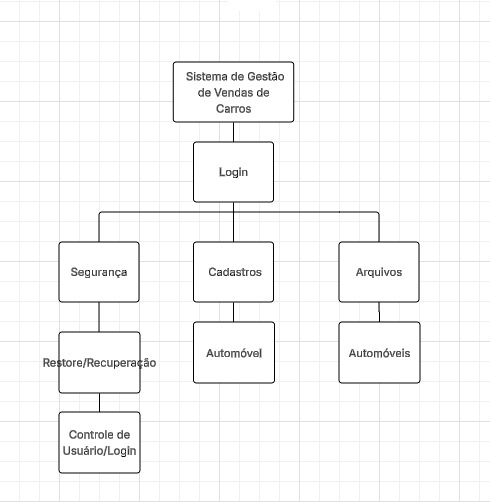 Sistema de Gestão
de Vendas de
Carros
Login
Segurança
Cadastros
Arquivos
Restore/Recuperação
Automóvel
Automóveis
Controle de
Usuário/Login